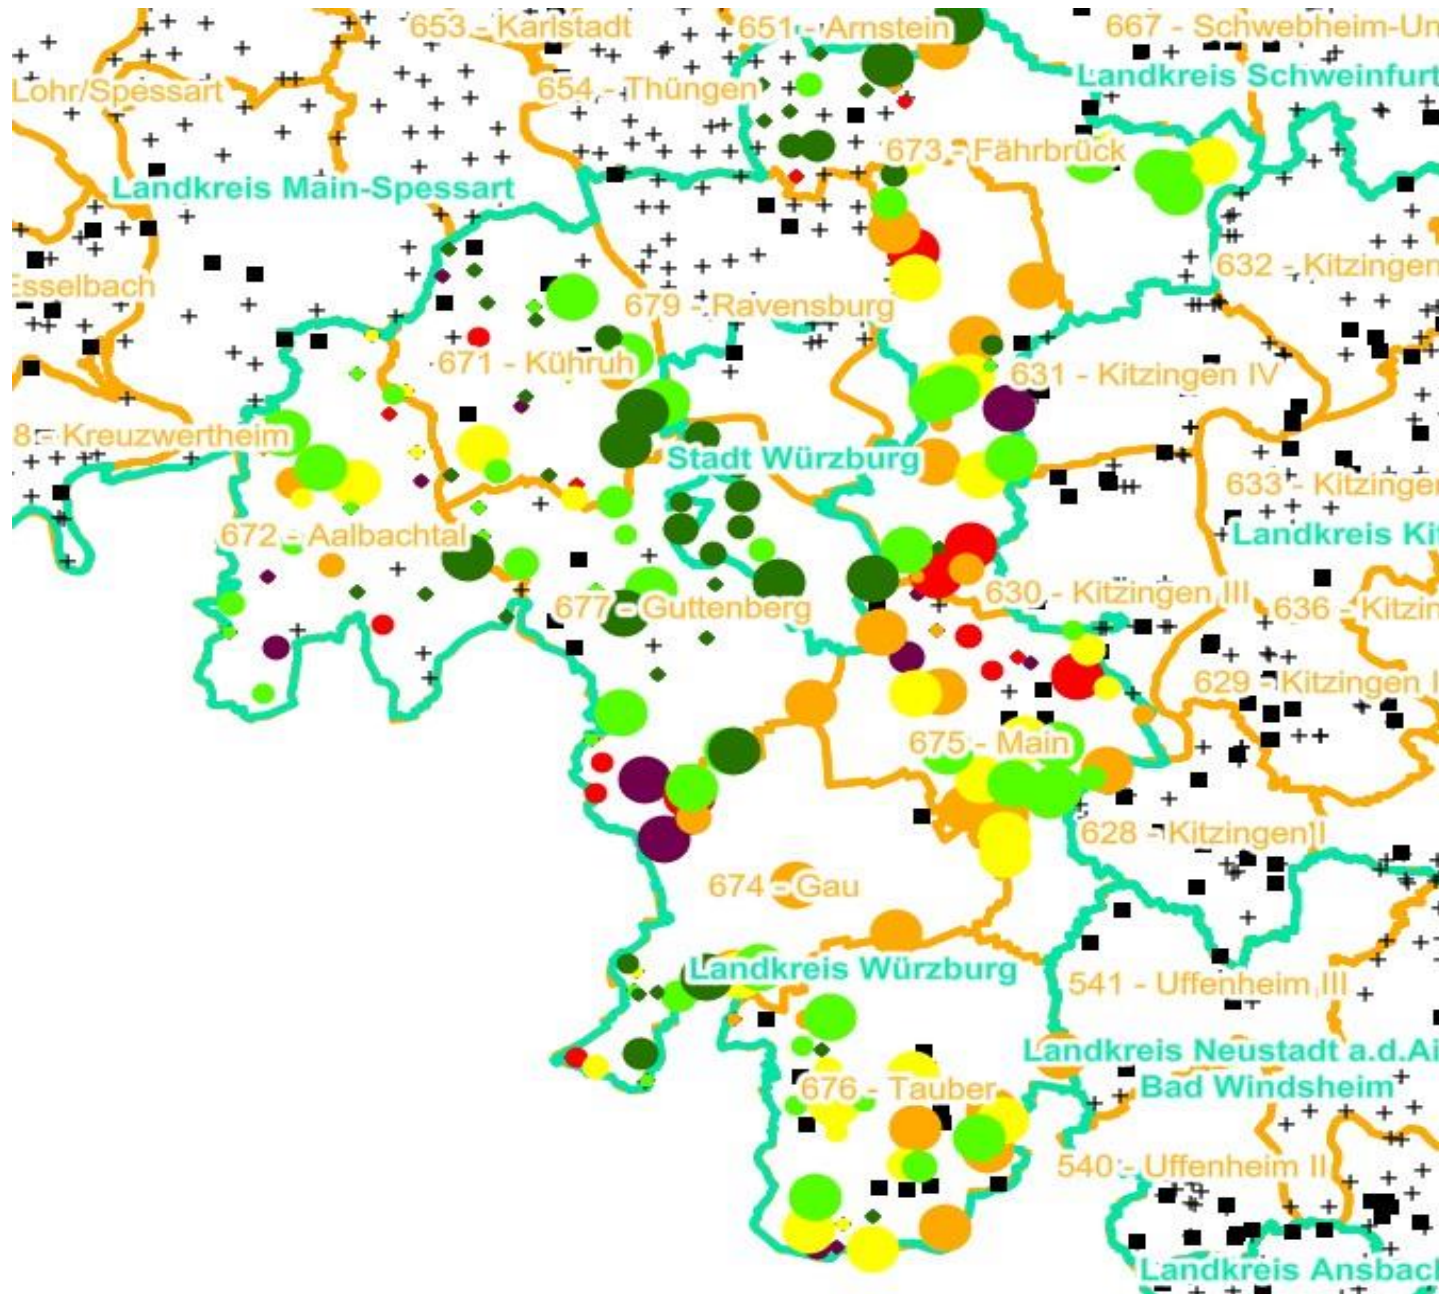 653 - Karlstadt
651 - Arnstein
667 - Schwebheim-Un
Lohr/Spessart
654 - Thüngen
Landkreis Schweinfurt
673 - Fährbrück
Landkreis Main-Spessart
632 - Kitzingen
Esselbach
679 - Ravensburg
671 - Kühruh
631 - Kitzingen IV
8 - Kreuzwertheim
Stadt Würzburg
633 - Kitzinge
672 - Aalbachtal
Landkreis Kit
677 - Guttenberg
630 - Kitzingen III
636 - Kitzin
629 - Kitzingen I
675 - Main
628 - Kitzingen II
674 - Gau
Landkreis Würzburg
541 - Uffenheim III
Landkreis Neustadt a.d.Ai
Bad Windsheim
676 - Tauber
540 - Uffenheim II
Landkreis Ansbach